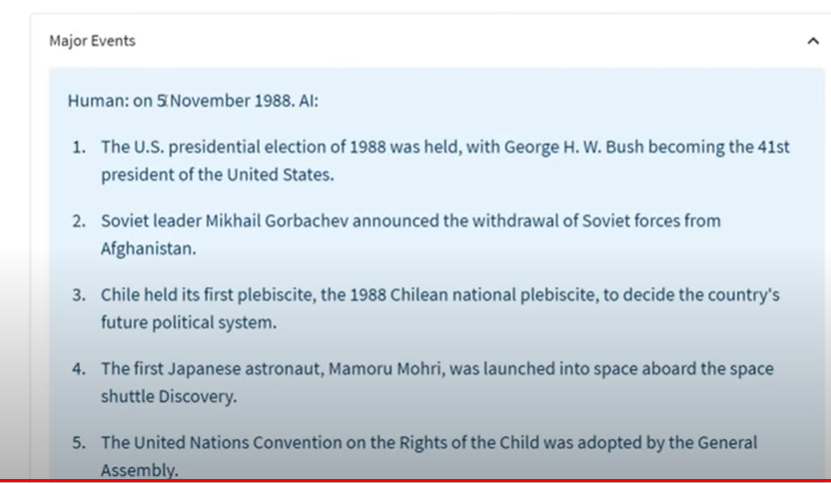 Major Events
Human: on 5 November 1988. AI:
1. The U.S. presidential election of 1988 was held, with George H. W. Bush becoming the 41st
president of the United States.
2. Soviet leader Mikhail Gorbachev announced the withdrawal of Soviet forces from
Afghanistan.
3. Chile held its first plebiscite, the 1988 Chilean national plebiscite, to decide the country's
future political system.
4. The first Japanese astronaut, Mamoru Mohri, was launched into space aboard the space
shuttle Discovery.
5. The United Nations Convention on the Rights of the Child was adopted by the General
Assembly.